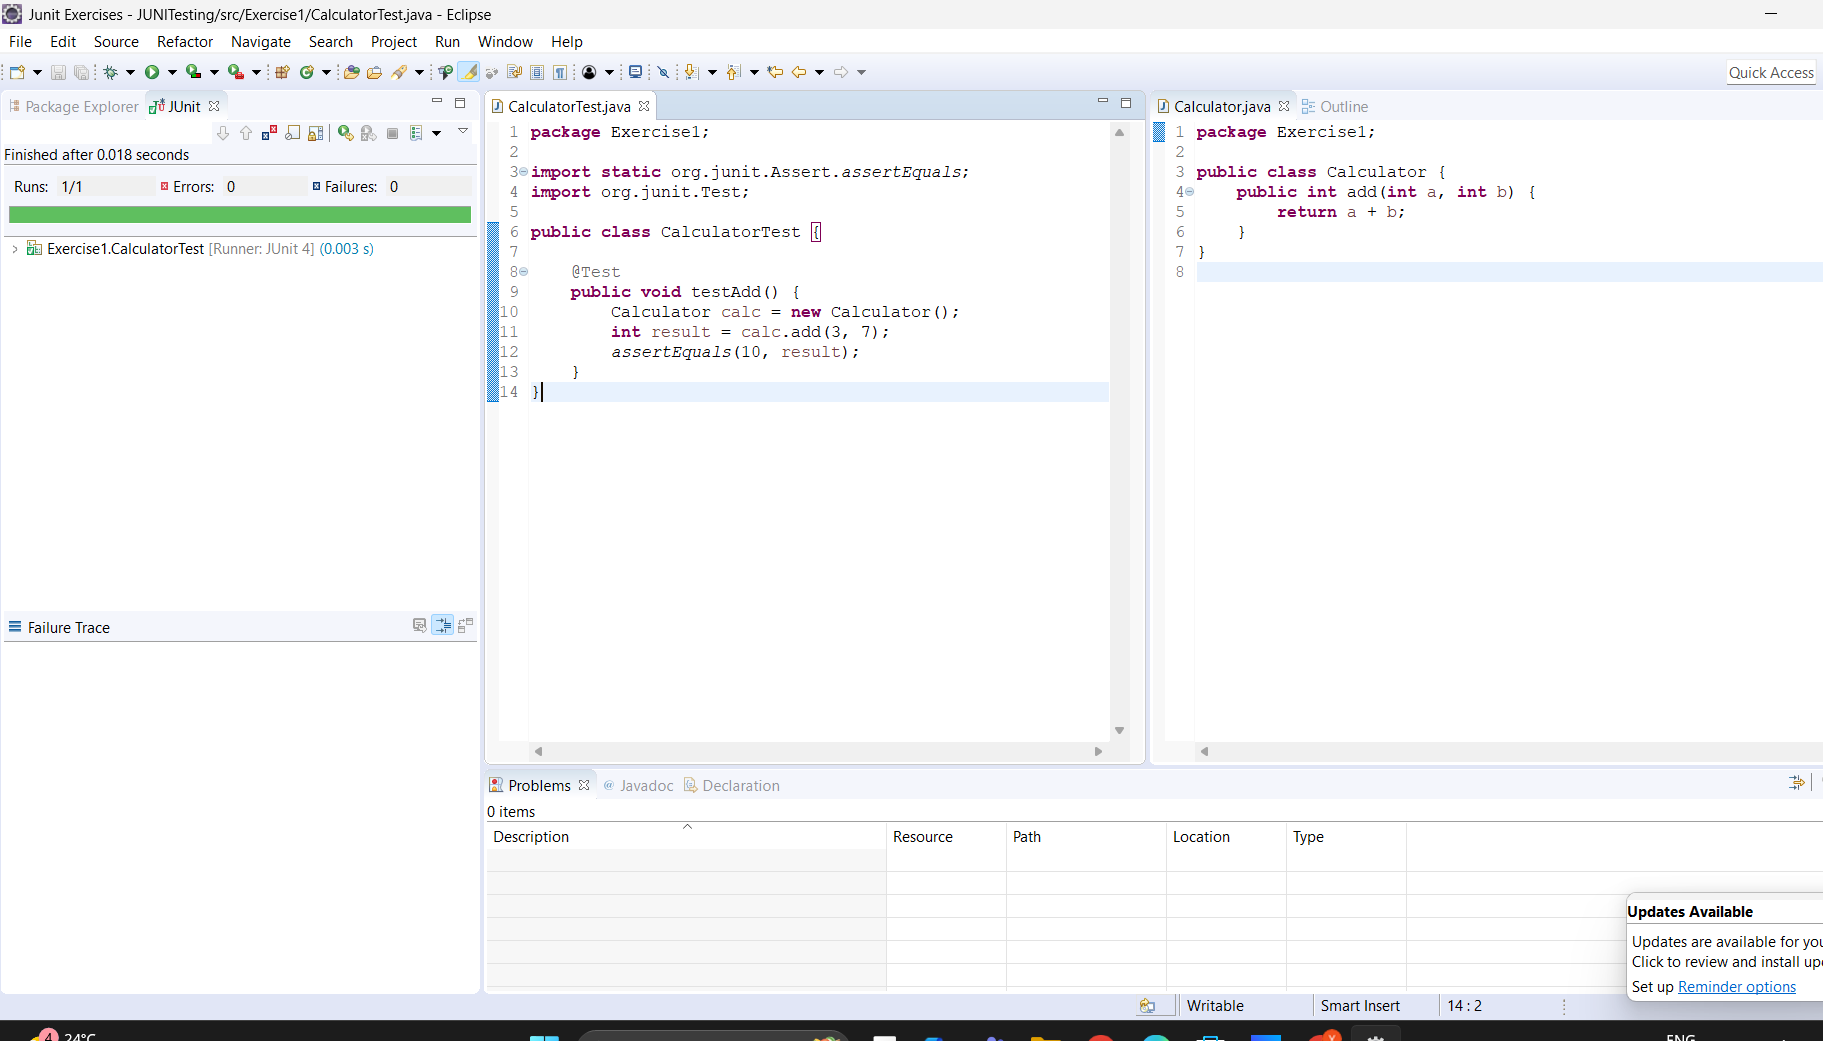 Junit Exercises - JUNITesting/src/Exercise1/CalculatorTest.java - Eclipse
File Edit Source Refactor Navigate Search Project Run Window Help
Quick Access
Package Explorer JUnit
Finished after 0.018 seconds
Runs: 1/1 Errors: 0 Failures: 0
Exercise1.CalculatorTest [Runner: JUnit 4] (0.003 s)
Failure Trace
CalculatorTest.java
1 package Exercise1;
2
3 import static org.junit.Assert.assertEquals;
4 import org.junit.Test;
5
6 public class CalculatorTest {
7
8 @Test
9 public void testAdd() {
10 Calculator calc = new Calculator();
11 int result = calc.add(3, 7);
12 assertEquals(10, result);
13 }
14 }
Calculator.java Outline
1 package Exercise1;
2
3 public class Calculator {
4 public int add(int a, int b) {
5 return a + b;
6 }
7 }
8
Problems @ Javadoc Declaration
0 items
Description Resource Path Location Type
Updates Available
Updates are available for you
Click to review and install up
Set up Reminder options
Writable Smart Insert 14 : 2
4 24°C
ENG